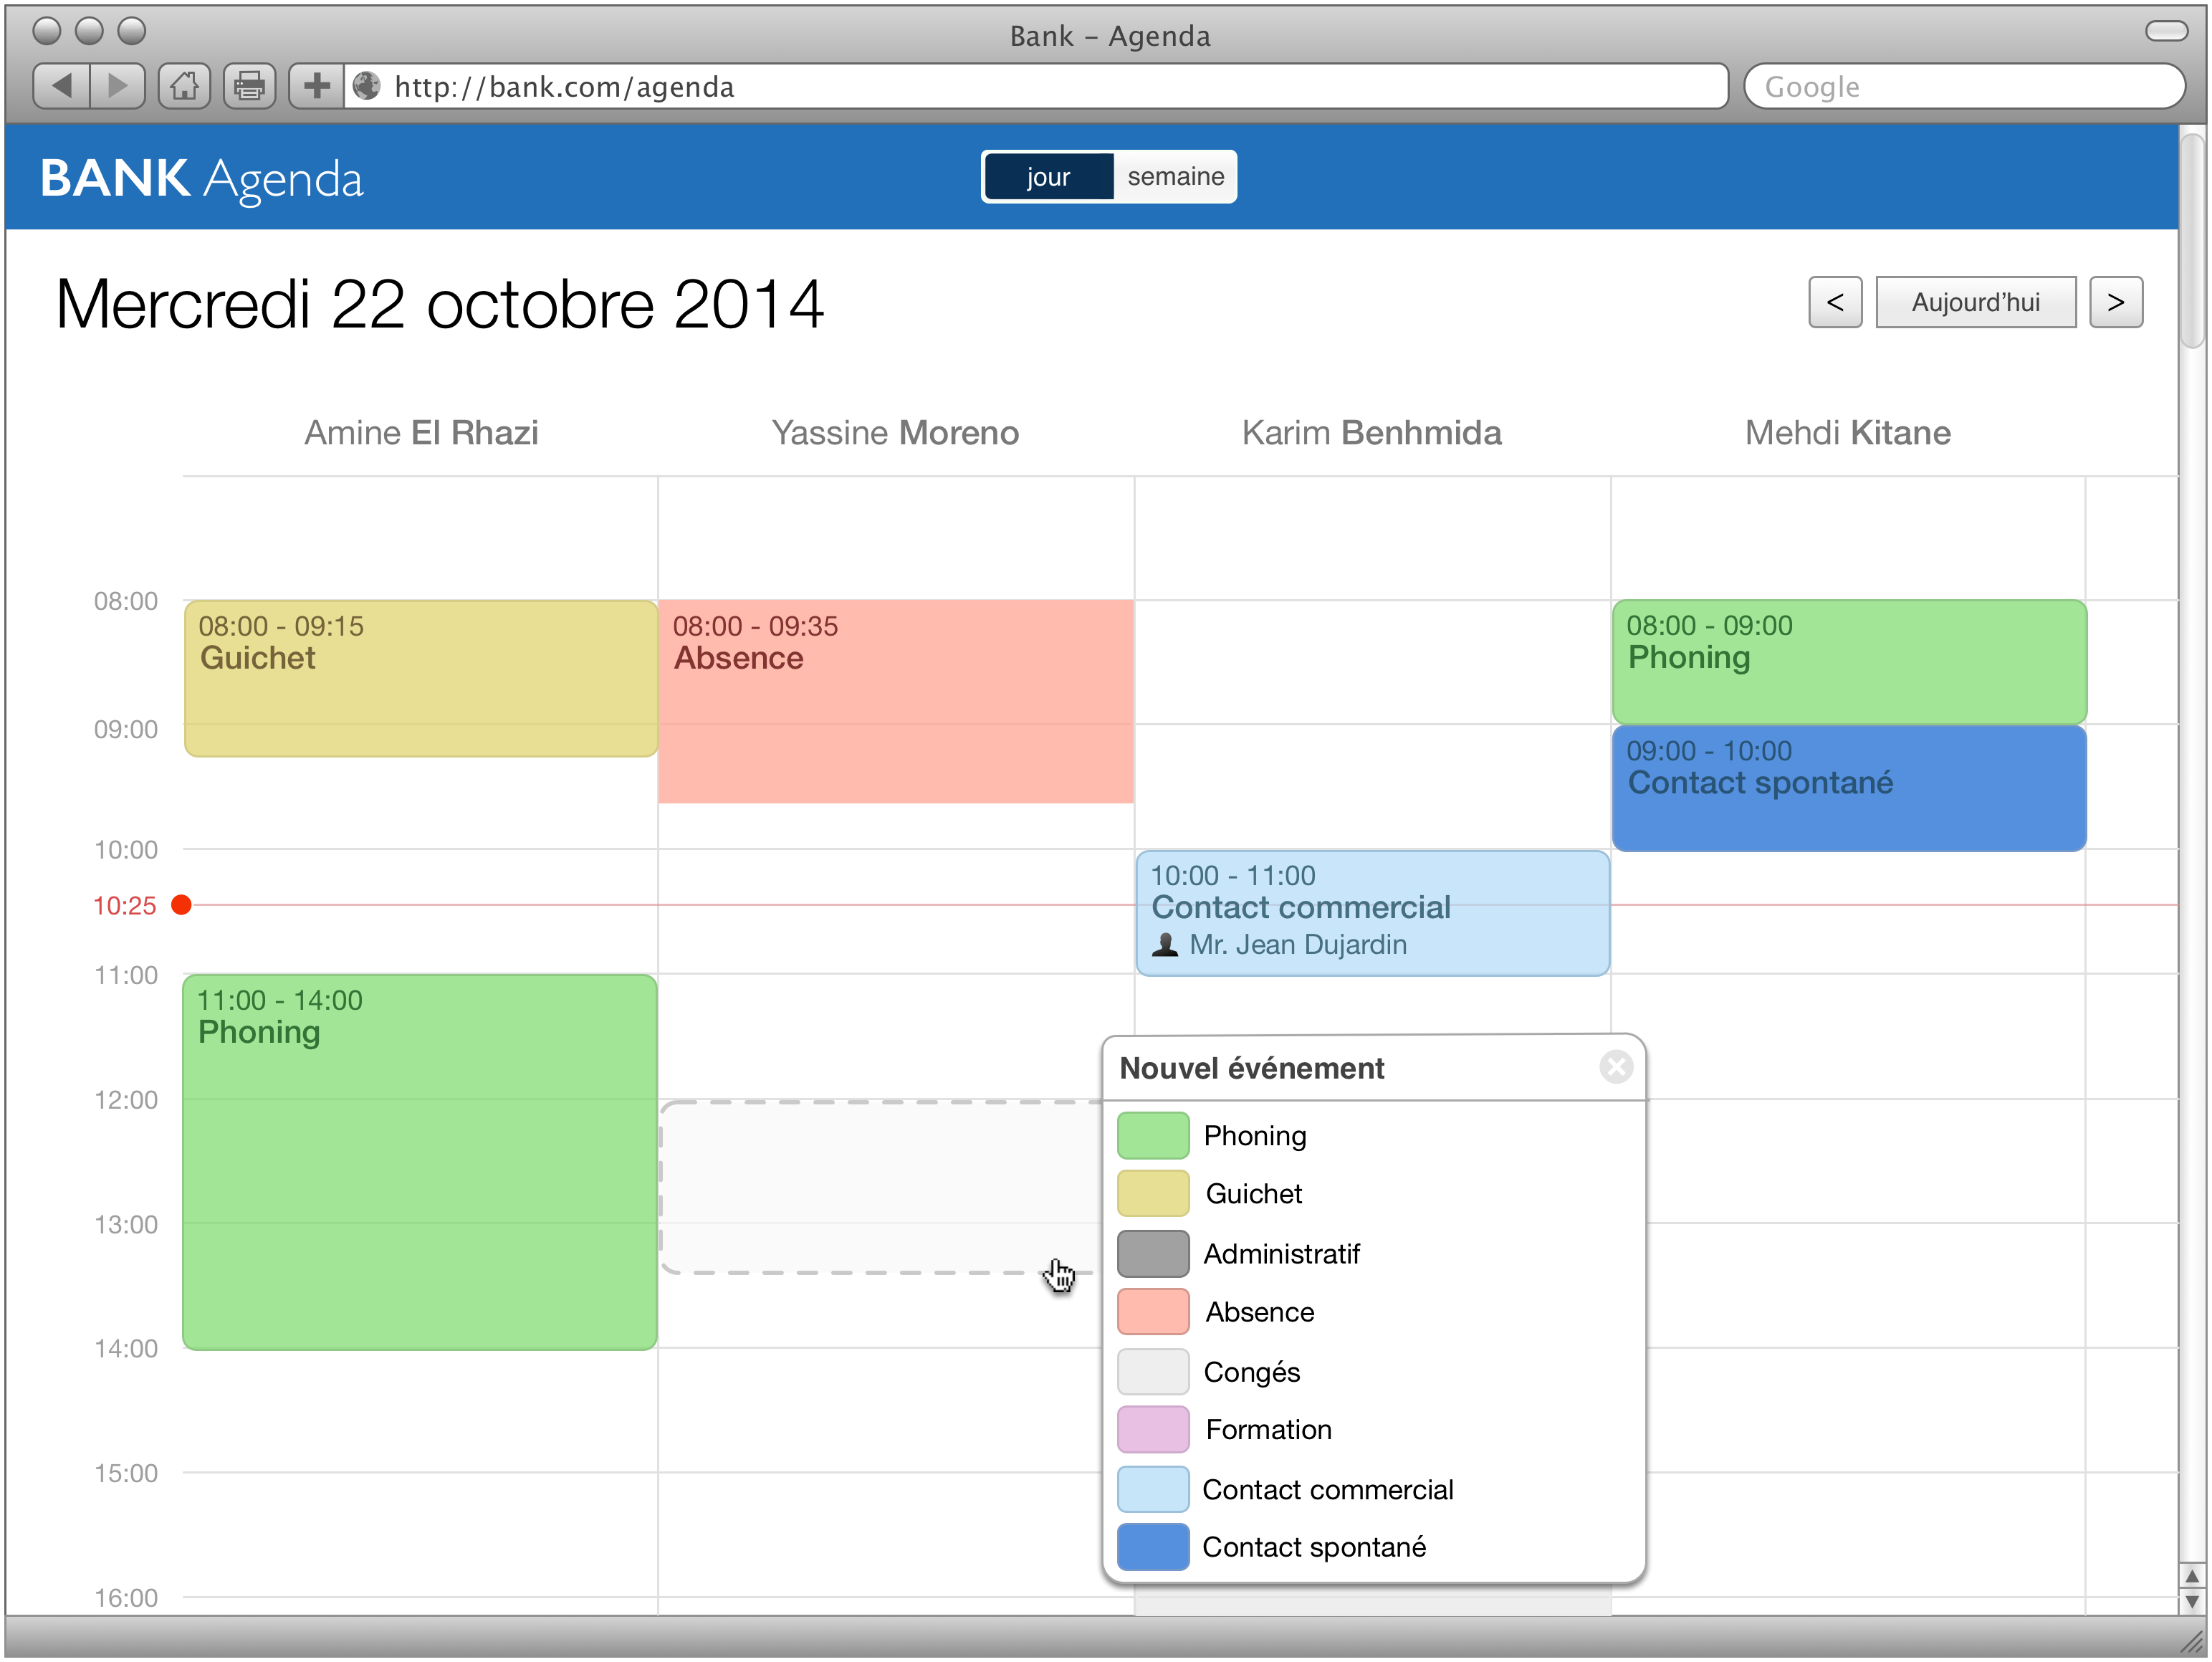 Bank – Agenda
http://bank.com/agenda
Google
BANK Agenda
jour
semaine
Mercredi 22 octobre 2014
<
Aujourd’hui
>
Amine El Rhazi
Yassine Moreno
Karim Benhmida
Mehdi Kitane
08:00
08:00 - 09:15
Guichet
08:00 - 09:35
Absence
08:00 - 09:00
Phoning
09:00
09:00 - 10:00
Contact spontané
10:00
10:00 - 11:00
Contact commercial
Mr. Jean Dujardin
10:25
11:00
11:00 - 14:00
Phoning
12:00
13:00
14:00
15:00
16:00
Nouvel événement
Phoning
Guichet
Administratif
Absence
Congés
Formation
Contact commercial
Contact spontané